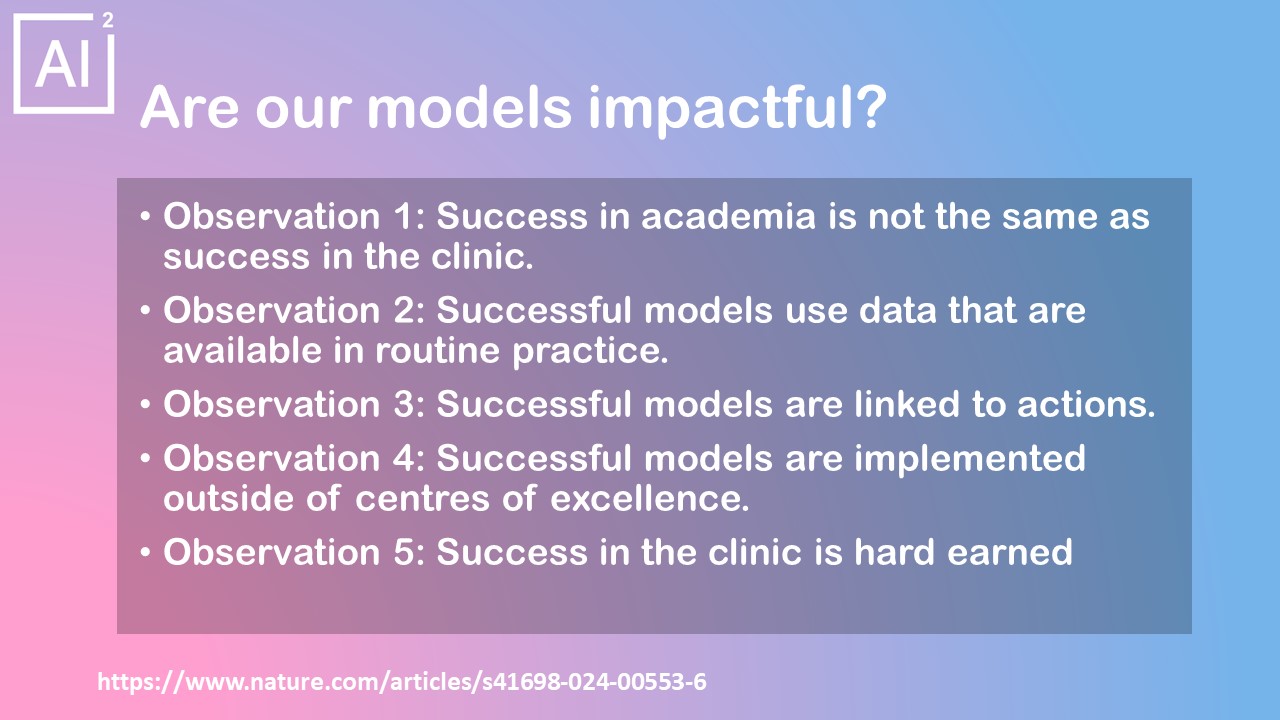 AI 2
Are our models impactful?
• Observation 1: Success in academia is not the same as
success in the clinic.
• Observation 2: Successful models use data that are
available in routine practice.
• Observation 3: Successful models are linked to actions.
• Observation 4: Successful models are implemented
outside of centres of excellence.
• Observation 5: Success in the clinic is hard earned
https://www.nature.com/articles/s41698-024-00553-6